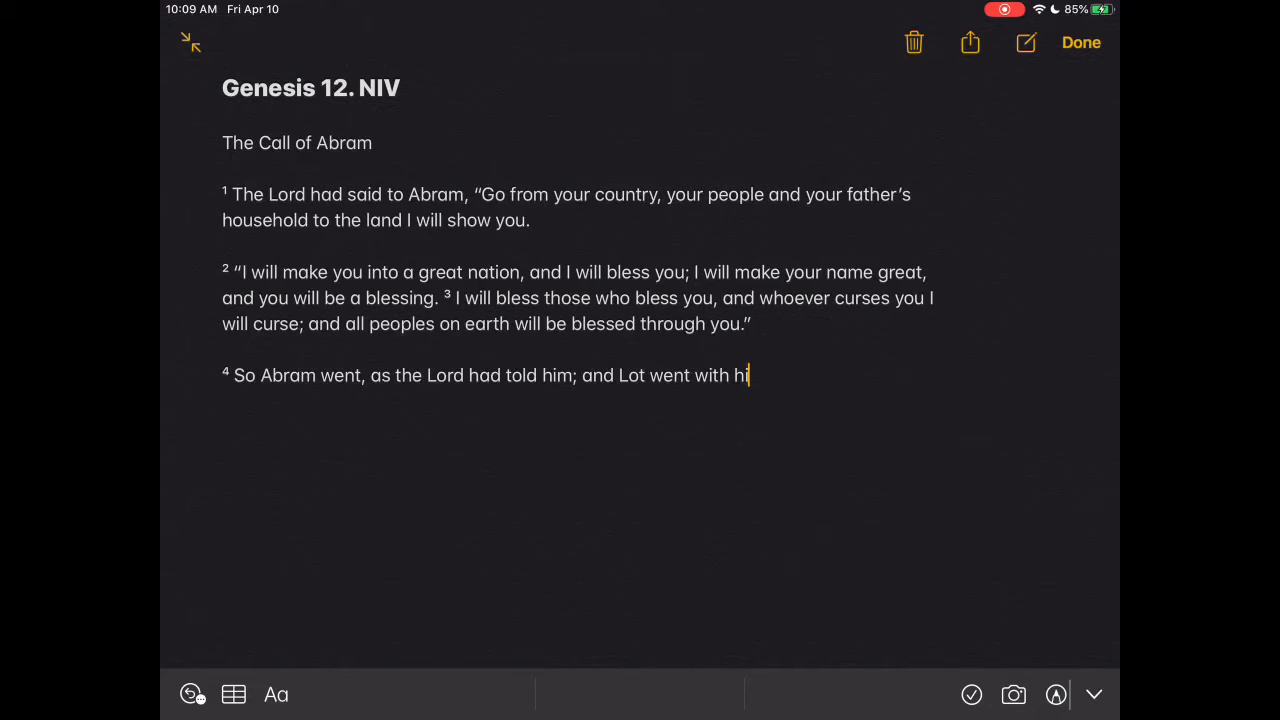 10:09 AM Fri Apr 10
85%
Done
Genesis 12. NIV
The Call of Abram
¹ The Lord had said to Abram, “Go from your country, your people and your father’s
household to the land I will show you.
² “I will make you into a great nation, and I will bless you; I will make your name great,
and you will be a blessing. ³ I will bless those who bless you, and whoever curses you I
will curse; and all peoples on earth will be blessed through you.”
⁴ So Abram went, as the Lord had told him; and Lot went with hi
Aa